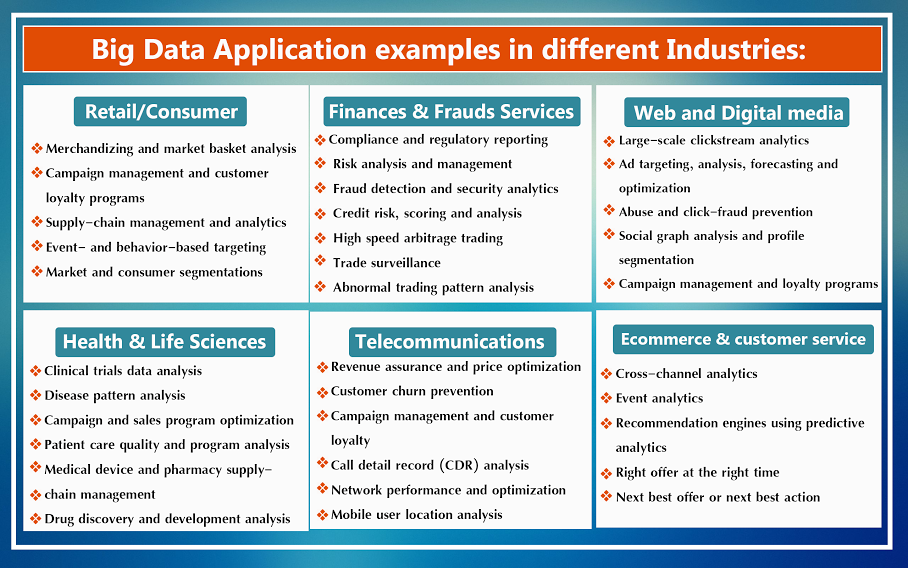 Big Data Application examples in different Industries:
Retail/Consumer
❖Merchandizing and market basket analysis
❖Campaign management and customer
loyalty programs
❖Supply-chain management and analytics
❖Event- and behavior-based targeting
❖Market and consumer segmentations
Finances & Frauds Services
❖Compliance and regulatory reporting
❖Risk analysis and management
❖Fraud detection and security analytics
❖Credit risk, scoring and analysis
❖High speed arbitrage trading
❖Trade surveillance
❖Abnormal trading pattern analysis
Web and Digital media
❖Large-scale clickstream analytics
❖Ad targeting, analysis, forecasting and
optimization
❖Abuse and click-fraud prevention
❖Social graph analysis and profile
segmentation
❖Campaign management and loyalty programs
Health & Life Sciences
❖Clinical trials data analysis
❖Disease pattern analysis
❖Campaign and sales program optimization
❖Patient care quality and program analysis
❖Medical device and pharmacy supply-
❖chain management
❖Drug discovery and development analysis
Telecommunications
❖Revenue assurance and price optimization
❖Customer churn prevention
❖Campaign management and customer
loyalty
❖Call detail record (CDR) analysis
❖Network performance and optimization
❖Mobile user location analysis
Ecommerce & customer service
❖Cross-channel analytics
❖Event analytics
❖Recommendation engines using predictive
analytics
❖Right offer at the right time
❖Next best offer or next best action